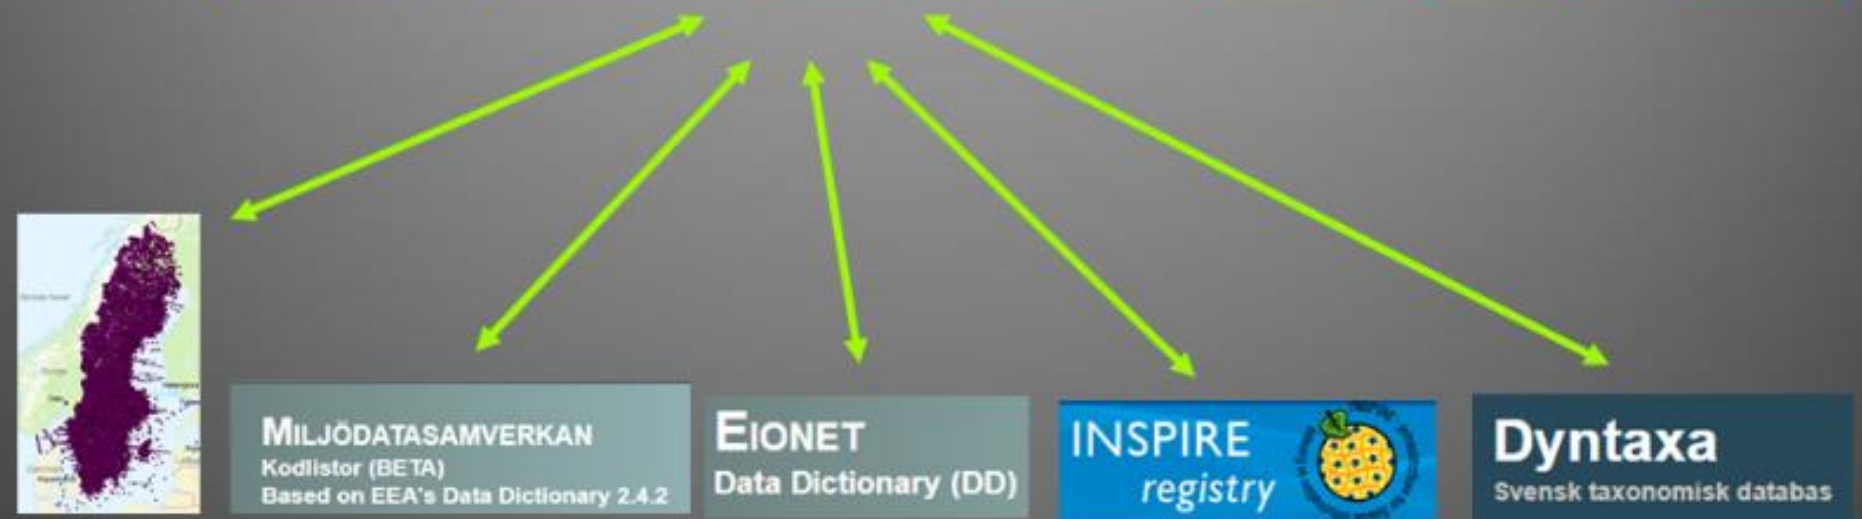 MILJÖDATASAMVERKAN
Kodlistor (BETA)
Based on EEA's Data Dictionary 2.4.2
EIONET
Data Dictionary (DD)
INSPIRE
registry
Dyntaxa
Svensk taxonomisk databas